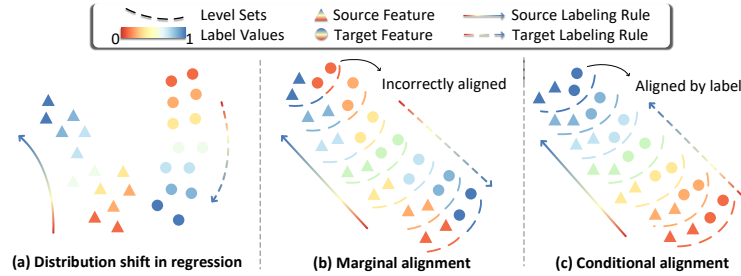 Level Sets Source Feature Source Labeling Rule
0 1 Label Values Target Feature Target Labeling Rule
Incorrectly aligned
Aligned by label
(a) Distribution shift in regression (b) Marginal alignment (c) Conditional alignment